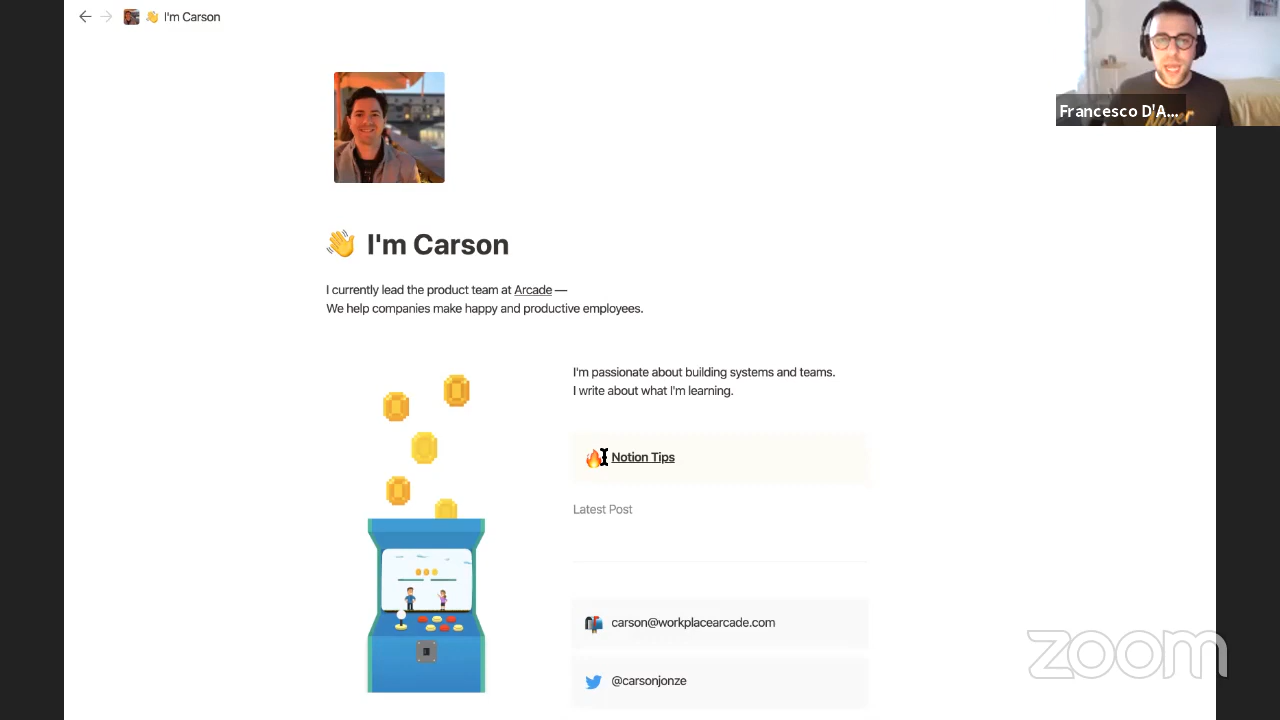 I'm Carson
Francesco D'A...
I'm Carson
I currently lead the product team at Arcade —
We help companies make happy and productive employees.
I'm passionate about building systems and teams.
I write about what I'm learning.
Notion Tips
Latest Post
carson@workplacearcade.com
@carsonjonze
zoom